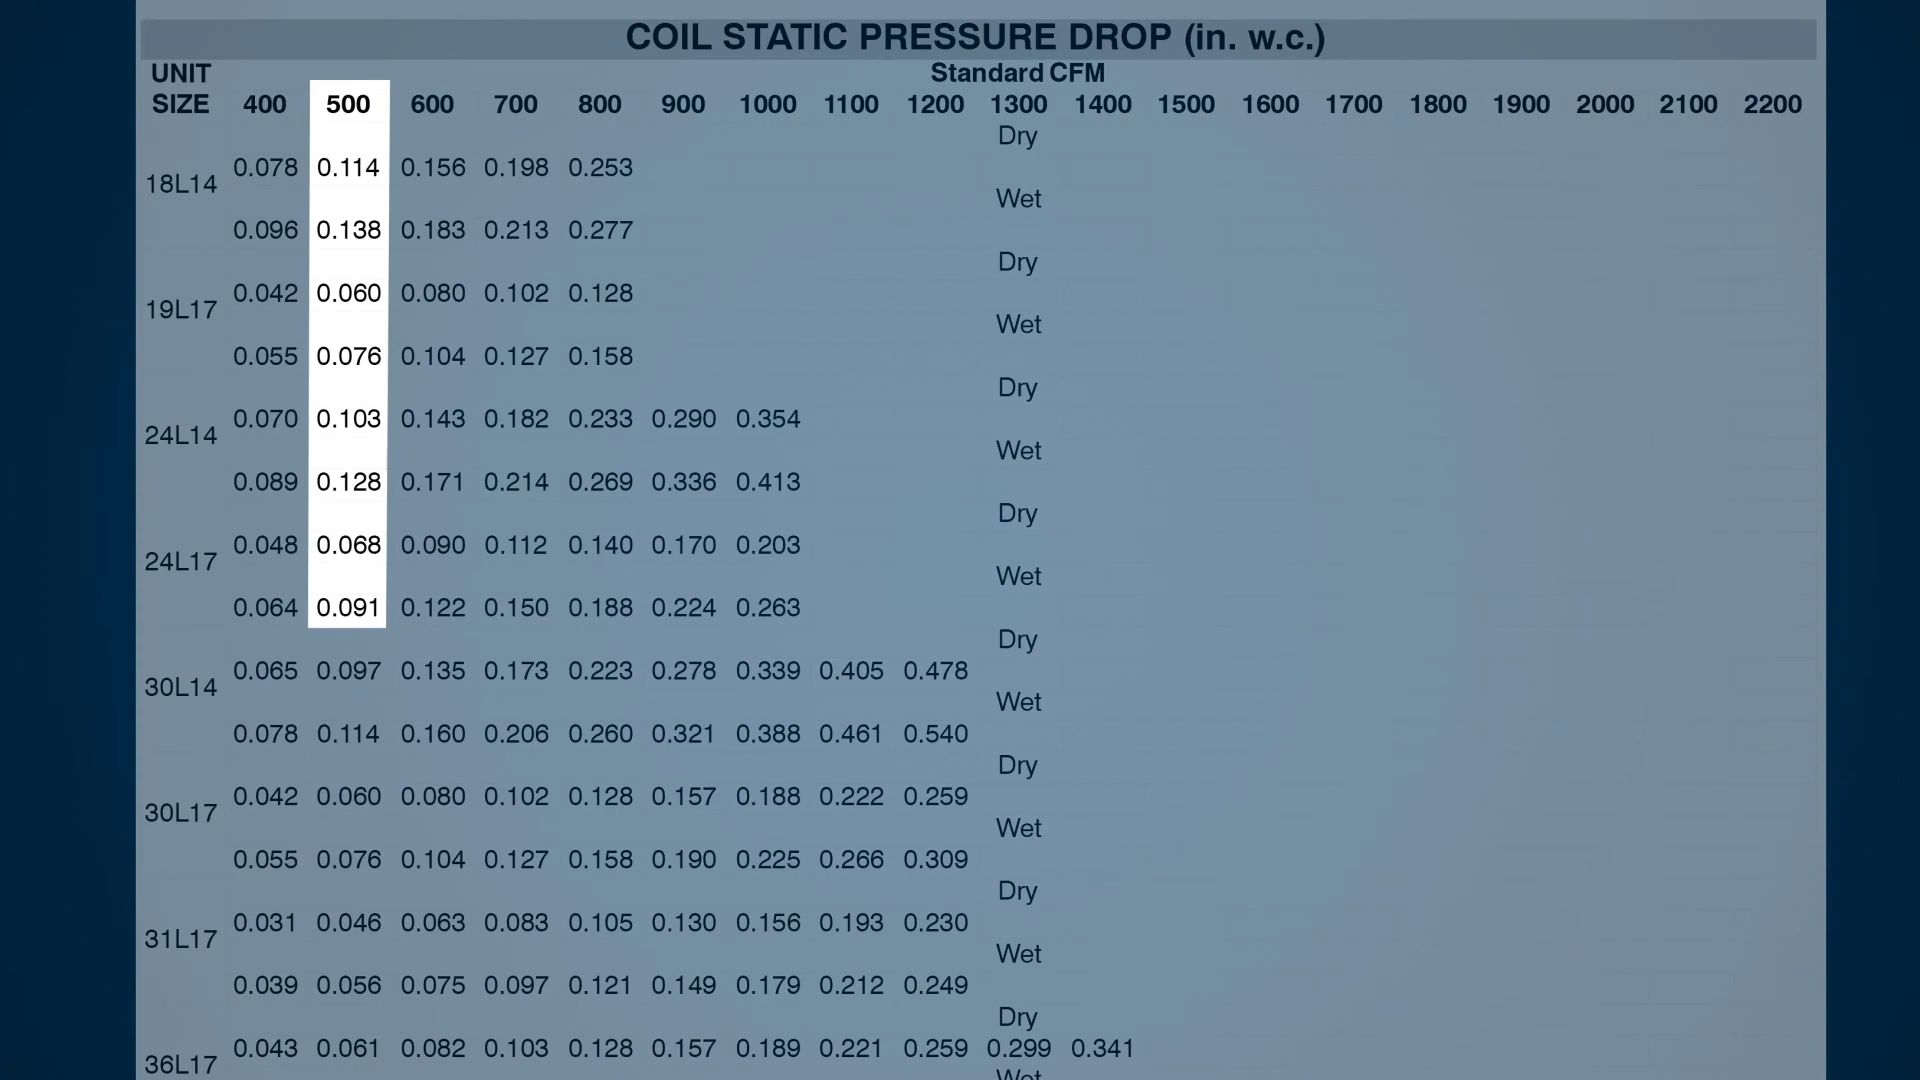 COIL STATIC PRESSURE DROP (in. w.c.)
UNIT SIZE Standard CFM
400 500 600 700 800 900 1000 1100 1200 1300 1400 1500 1600 1700 1800 1900 2000 2100 2200
18L14
Dry
0.078 0.114 0.156 0.198 0.253
Wet
0.096 0.138 0.183 0.213 0.277
19L17
Dry
0.042 0.060 0.080 0.102 0.128
Wet
0.055 0.076 0.104 0.127 0.158
24L14
Dry
0.070 0.103 0.143 0.182 0.233 0.290 0.354
Wet
0.089 0.128 0.171 0.214 0.269 0.336 0.413
24L17
Dry
0.048 0.068 0.090 0.112 0.140 0.170 0.203
Wet
0.064 0.091 0.122 0.150 0.188 0.224 0.263
30L14
Dry
0.065 0.097 0.135 0.173 0.223 0.278 0.339 0.405 0.478
Wet
0.078 0.114 0.160 0.206 0.260 0.321 0.388 0.461 0.540
30L17
Dry
0.042 0.060 0.080 0.102 0.128 0.157 0.188 0.222 0.259
Wet
0.055 0.076 0.104 0.127 0.158 0.190 0.225 0.266 0.309
31L17
Dry
0.031 0.046 0.063 0.083 0.105 0.130 0.156 0.193 0.230
Wet
0.039 0.056 0.075 0.097 0.121 0.149 0.179 0.212 0.249
36L17
Dry
0.043 0.061 0.082 0.103 0.128 0.157 0.189 0.221 0.259 0.299 0.341
Wet